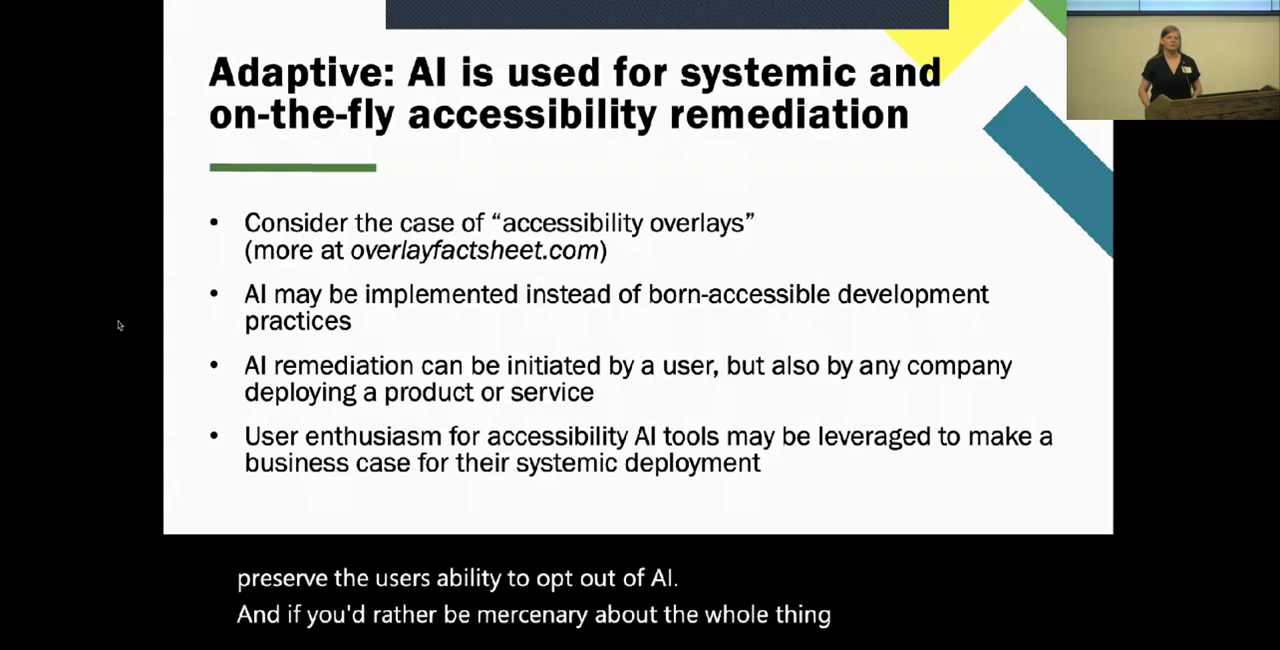 Adaptive: AI is used for systemic and
on-the-fly accessibility remediation
• Consider the case of “accessibility overlays”
(more at overlayfactsheet.com)
• AI may be implemented instead of born-accessible development
practices
• AI remediation can be initiated by a user, but also by any company
deploying a product or service
• User enthusiasm for accessibility AI tools may be leveraged to make a
business case for their systemic deployment
preserve the users ability to opt out of AI.
And if you'd rather be mercenary about the whole thing